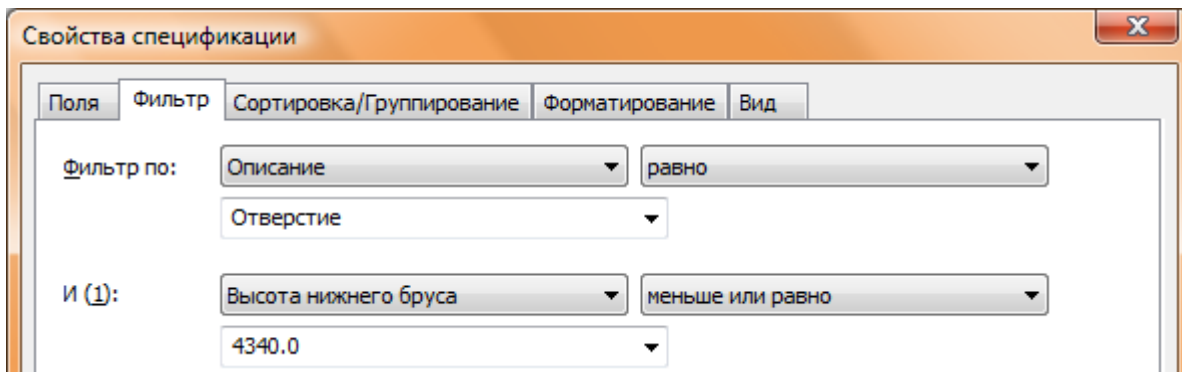 Свойства спецификации
Поля Фильтр Сортировка/Группирование Форматирование Вид
Фильтр по: Описание равно
Отверстие
И (1): Высота нижнего бруса меньше или равно
4340.0